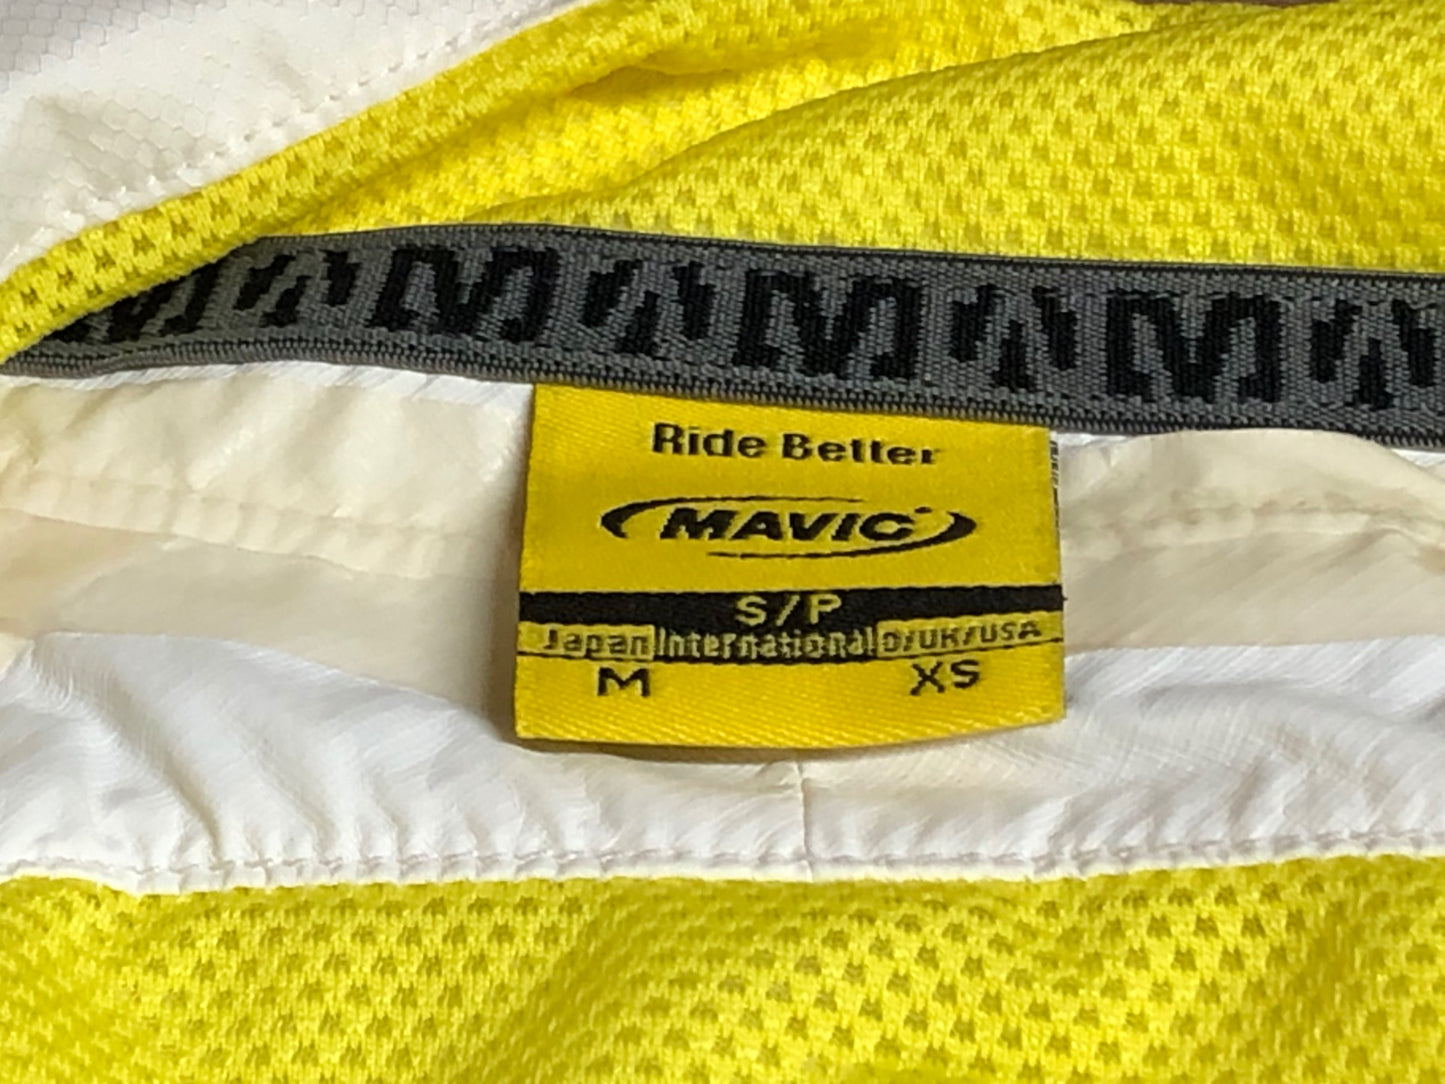 Ride Better
MAVIC
S/P
Japan International D/UK/USA
M XS